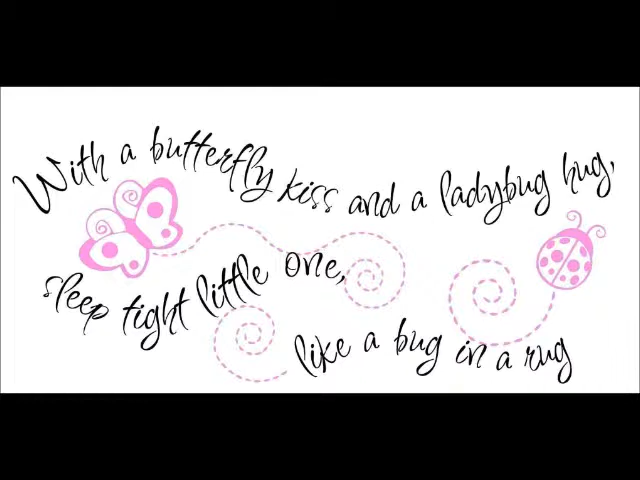 With a butterfly kiss and a ladybug hug,
sleep tight little one,
like a bug in a rug